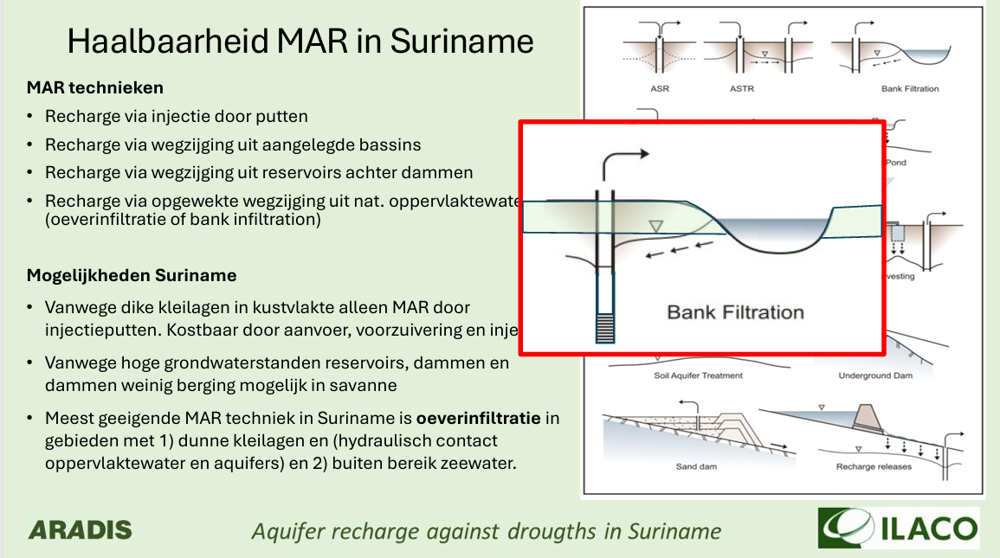 Haalbaarheid MAR in Suriname
MAR technieken
• Recharge via injectie door putten
• Recharge via wegzijging uit aangelegde bassins
• Recharge via wegzijging uit reservoirs achter dammen
• Recharge via opgewekte wegzijging uit nat. oppervlaktewate
(oeverinfiltratie of bank infiltration)
Mogelijkheden Suriname
• Vanwege dike kleilagen in kustvlakte alleen MAR door
injectieputten. Kostbaar door aanvoer, voorzuivering en inje
• Vanwege hoge grondwaterstanden reservoirs, dammen en
dammen weinig berging mogelijk in savanne
• Meest geeigende MAR techniek in Suriname is oeverinfiltratie in
gebieden met 1) dunne kleilagen en (hydraulisch contact
oppervlaktewater en aquifers) en 2) buiten bereik zeewater.
ASR
ASTR
Bank Filtration
Pond
vesting
Bank Filtration
Soil Aquifer Treatment
Underground Dam
Sand dam
Recharge releases
ARADIS
Aquifer recharge against drougths in Suriname
ILACO